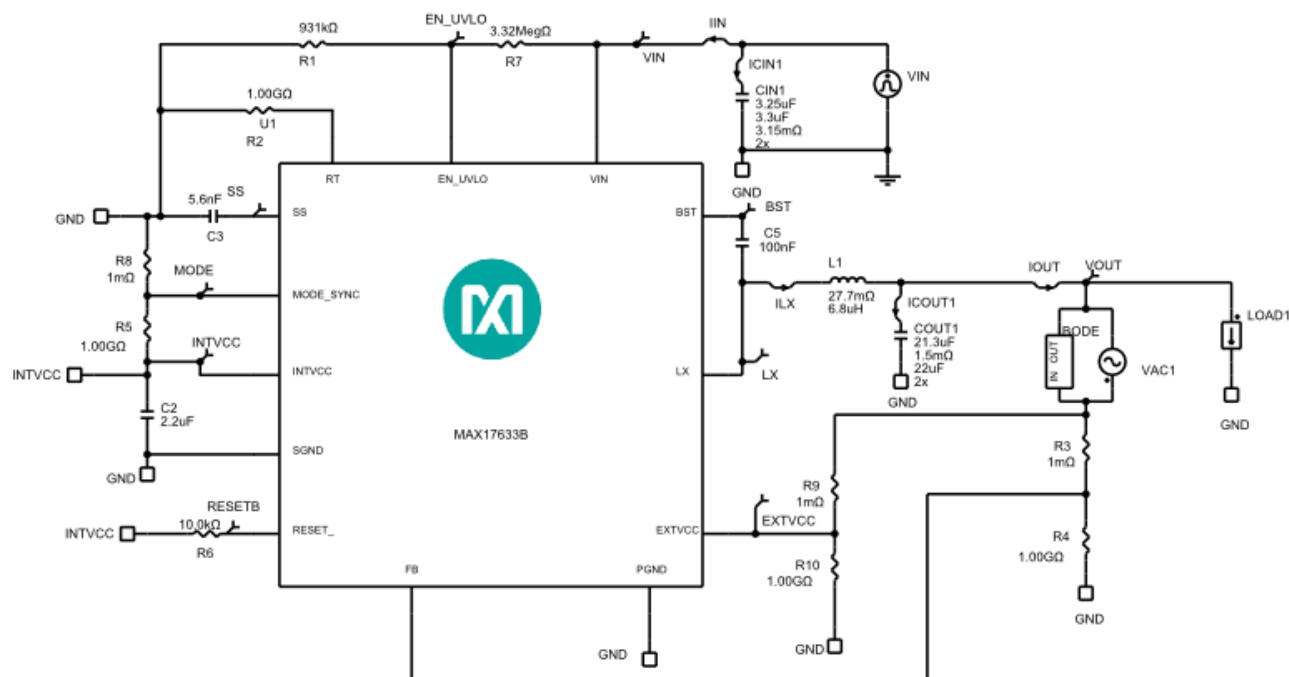 EN_UVLO
931kΩ
3.32MegΩ
IIN
R1
R7
VIN
ICIN1
VIN
CIN1
3.25uF
3.3uF
3.15mΩ
2x
1.00GΩ
U1
R2
RT
EN_UVLO
VIN
GND
5.6nF
SS
GND
SS
C3
BST
BST
C5
100nF
R8
1mΩ
MODE
MODE_SYNC
L1
27.7mΩ
6.8uH
ILX
ICOUT1
IOUT
VOUT
COUT1
21.3uF
1.5mΩ
22uF
2x
LOAD1
BODE
IN OUT
VAC1
R5
1.00GΩ
INTVCC
INTVCC
INTVCC
LX
LX
GND
GND
C2
2.2uF
MAX17633B
SGND
GND
R3
1mΩ
R9
1mΩ
RESETB
INTVCC
10.0kΩ
R6
RESET_
EXTVCC
EXTVCC
R4
1.00GΩ
R10
1.00GΩ
FB
PGND
GND
GND
GND